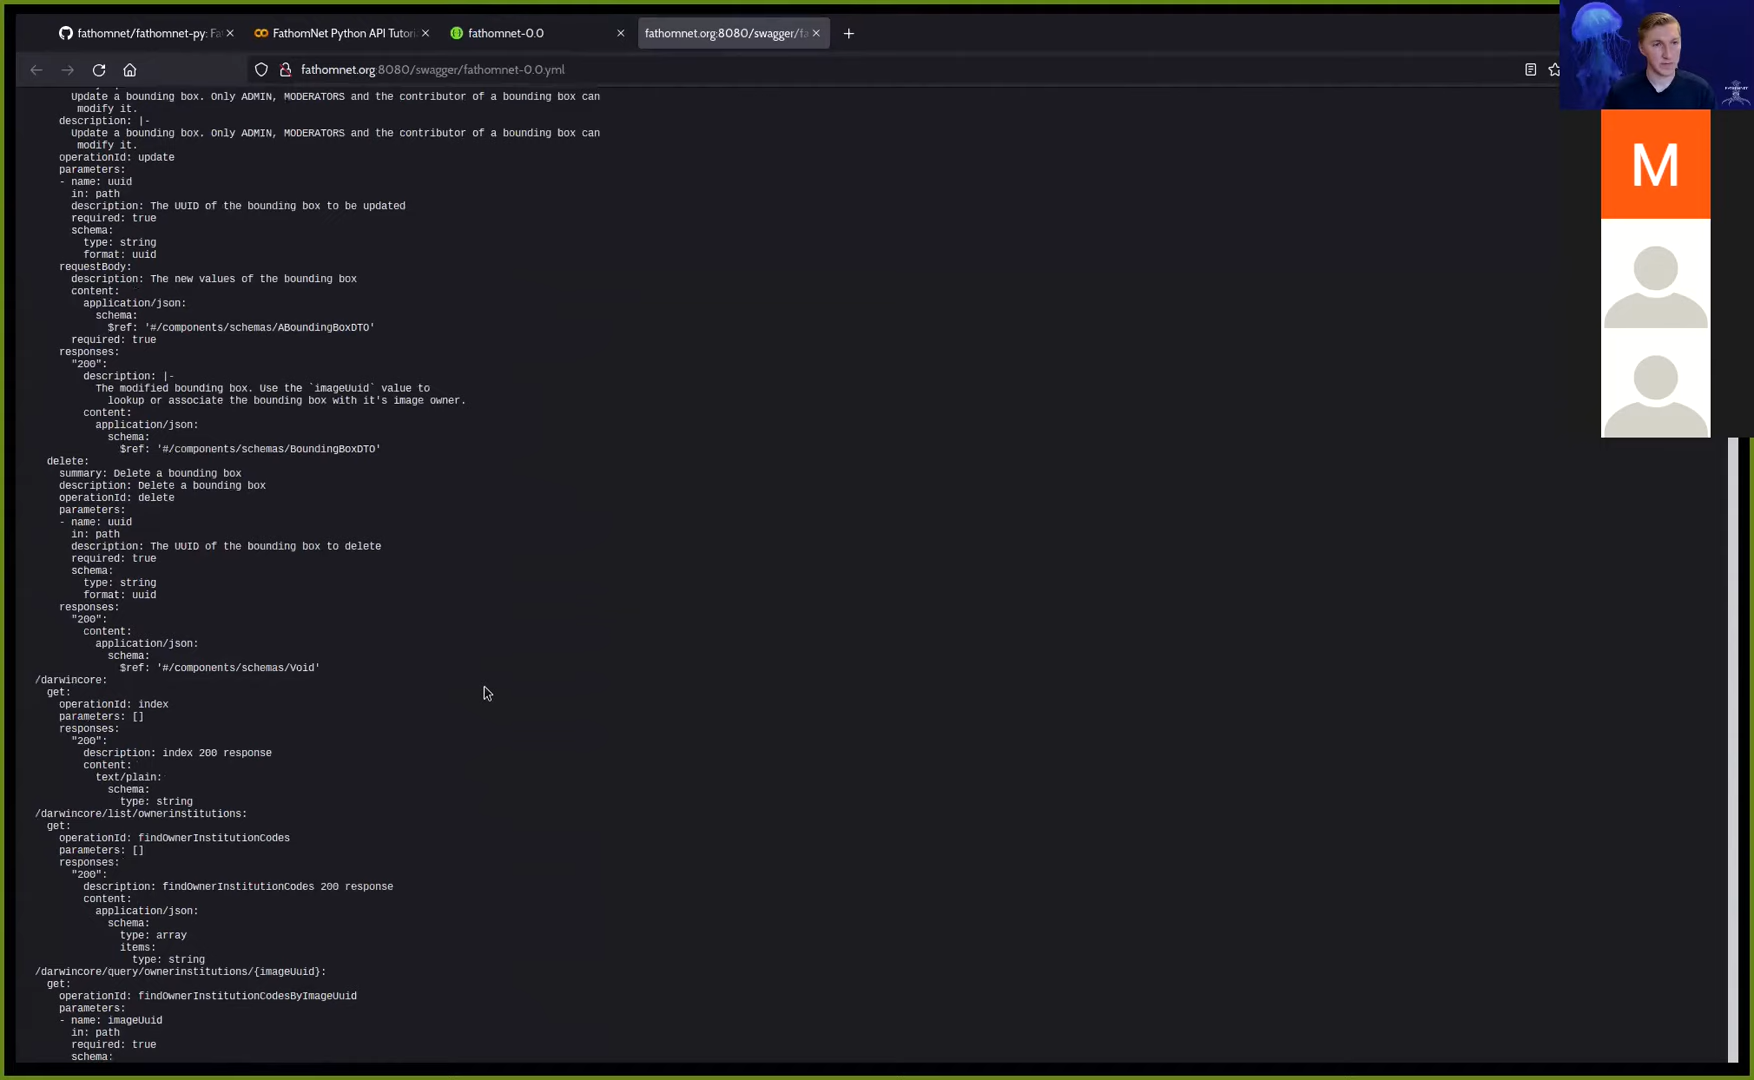 fathomnet/fathomnet-py: Fa
FathomNet Python API Tutori
fathomnet-0.0
fathomnet.org:8080/swagger/fa
fathomnet.org:8080/swagger/fathomnet-0.0.yml
Update a bounding box. Only ADMIN, MODERATORS and the contributor of a bounding box can
modify it.
description: |-
Update a bounding box. Only ADMIN, MODERATORS and the contributor of a bounding box can
modify it.
operationId: update
parameters:
- name: uuid
in: path
description: The UUID of the bounding box to be updated
required: true
schema:
type: string
format: uuid
requestBody:
description: The new values of the bounding box
content:
application/json:
schema:
$ref: '#/components/schemas/ABoundingBoxDTO'
required: true
responses:
"200":
description: |-
The modified bounding box. Use the `imageUuid` value to
lookup or associate the bounding box with it's image owner.
content:
application/json:
schema:
$ref: '#/components/schemas/BoundingBoxDTO'
delete:
summary: Delete a bounding box
description: Delete a bounding box
operationId: delete
parameters:
- name: uuid
in: path
description: The UUID of the bounding box to delete
required: true
schema:
type: string
format: uuid
responses:
"200":
content:
application/json:
schema:
$ref: '#/components/schemas/Void'
/darwincore:
get:
operationId: index
parameters: []
responses:
"200":
description: index 200 response
content:
text/plain:
schema:
type: string
/darwincore/list/ownerinstitutions:
get:
operationId: findOwnerInstitutionCodes
parameters: []
responses:
"200":
description: findOwnerInstitutionCodes 200 response
content:
application/json:
schema:
type: array
items:
type: string
/darwincore/query/ownerinstitutions/{imageUuid}:
get:
operationId: findOwnerInstitutionCodesByImageUuid
parameters:
- name: imageUuid
in: path
required: true
schema:
M